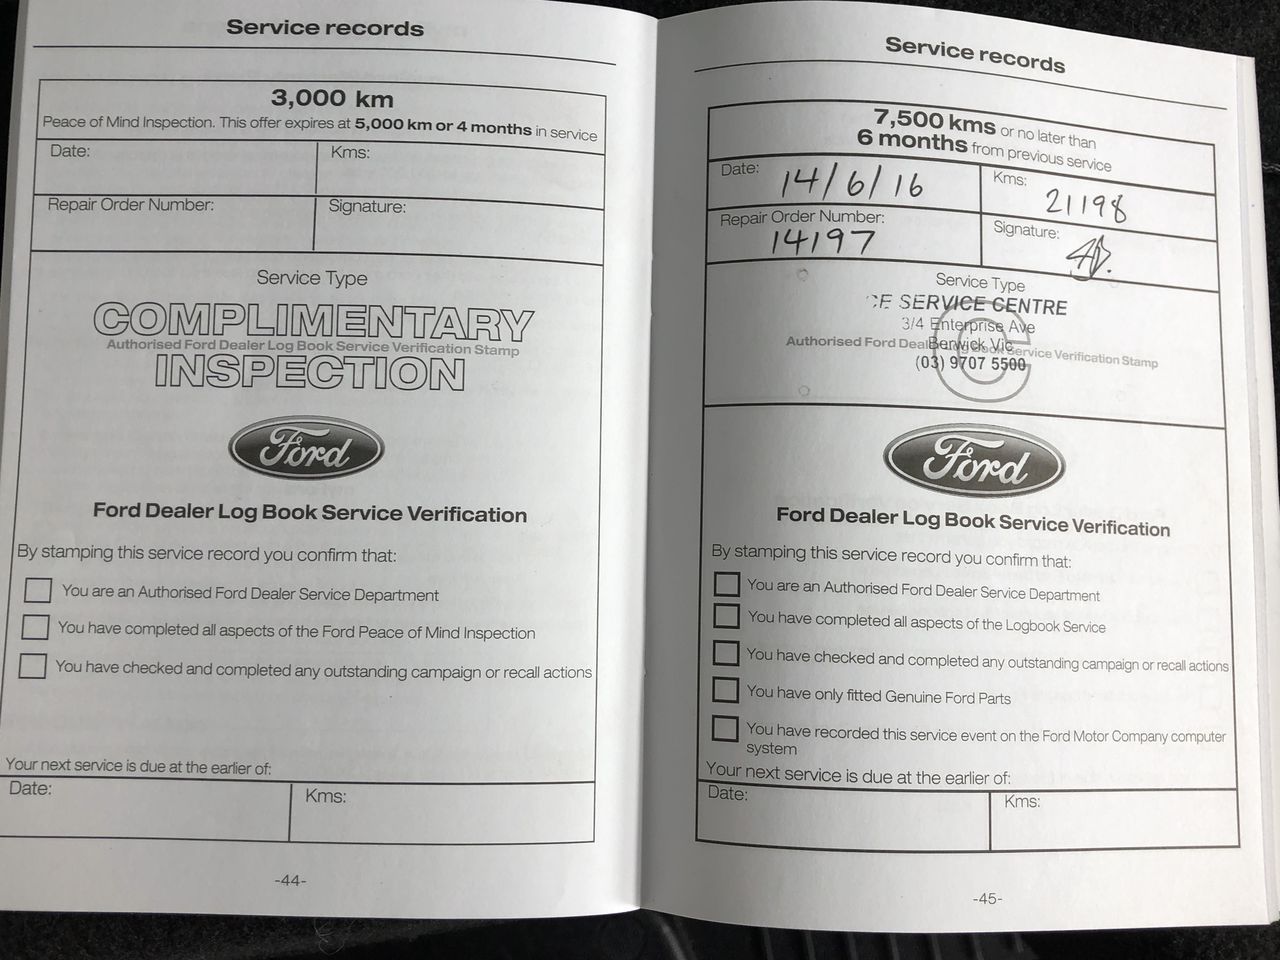 Service records
3,000 km
Peace of Mind Inspection. This offer expires at 5,000 km or 4 months in service
Date:
Kms:
Repair Order Number:
Signature:
Service Type
COMPLIMENTARY
Authorised Ford Dealer Log Book Service Verification Stamp
INSPECTION
Ford
Ford Dealer Log Book Service Verification
By stamping this service record you confirm that:
You are an Authorised Ford Dealer Service Department
You have completed all aspects of the Ford Peace of Mind Inspection
You have checked and completed any outstanding campaign or recall actions
Your next service is due at the earlier of:
Date:
Kms:
-44-
Service records
7,500 kms or no later than
6 months from previous service
Date: 14/6/16
Kms: 21198
Repair Order Number: 14197
Signature:
Service Type
SERVICE CENTRE
3/4 Enterprise Ave
Berwick Vic
Authorised Ford Dealer Log Book Service Verification Stamp
(03) 9707 5500
C
Ford
Ford Dealer Log Book Service Verification
By stamping this service record you confirm that:
You are an Authorised Ford Dealer Service Department
You have completed all aspects of the Logbook Service
You have checked and completed any outstanding campaign or recall actions
You have only fitted Genuine Ford Parts
You have recorded this service event on the Ford Motor Company computer
system
Your next service is due at the earlier of:
Date:
Kms:
-45-